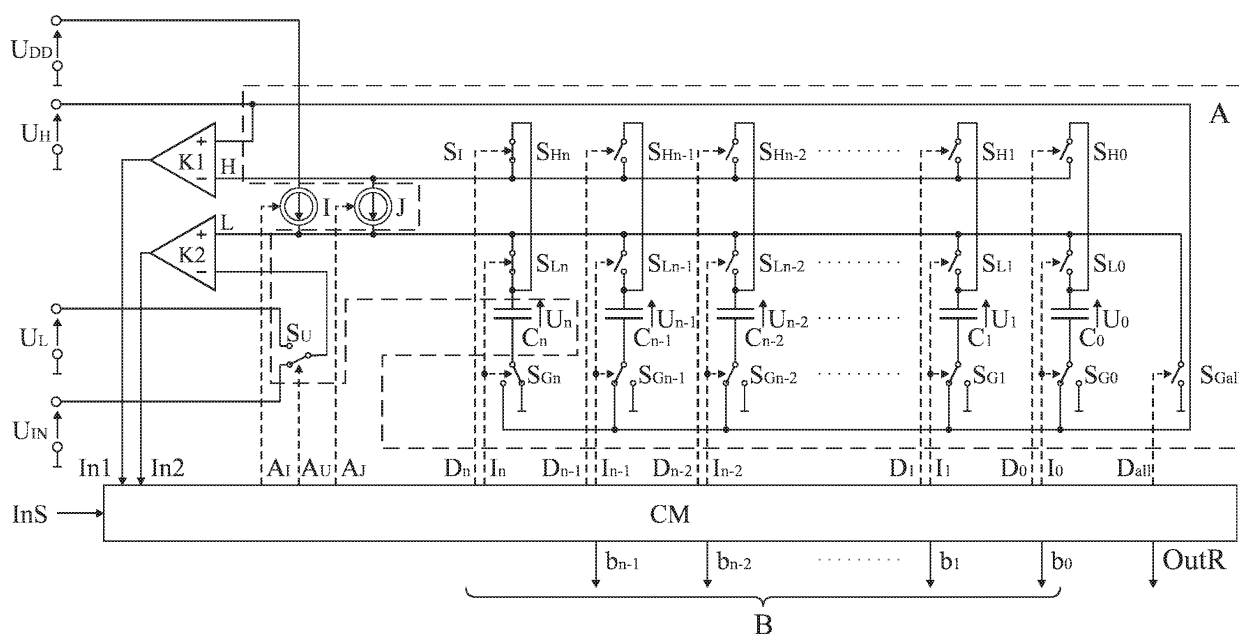 UDD
A
UH
+
K1
−
H
SI SHn SHn-1 SHn-2 SH1 SH0
I J
L
+
K2
−
SLn SLn-1 SLn-2 SL1 SL0
UL
SU
Un Un-1 Un-2 U1 U0
Cn Cn-1 Cn-2 C1 C0
SGn SGn-1 SGn-2 SG1 SG0 SGall
UIN
In1 In2 AI AU AJ Dn In Dn-1 In-1 Dn-2 In-2 D1 I1 D0 I0 Dall
InS CM
bn-1 bn-2 b1 b0 OutR
B